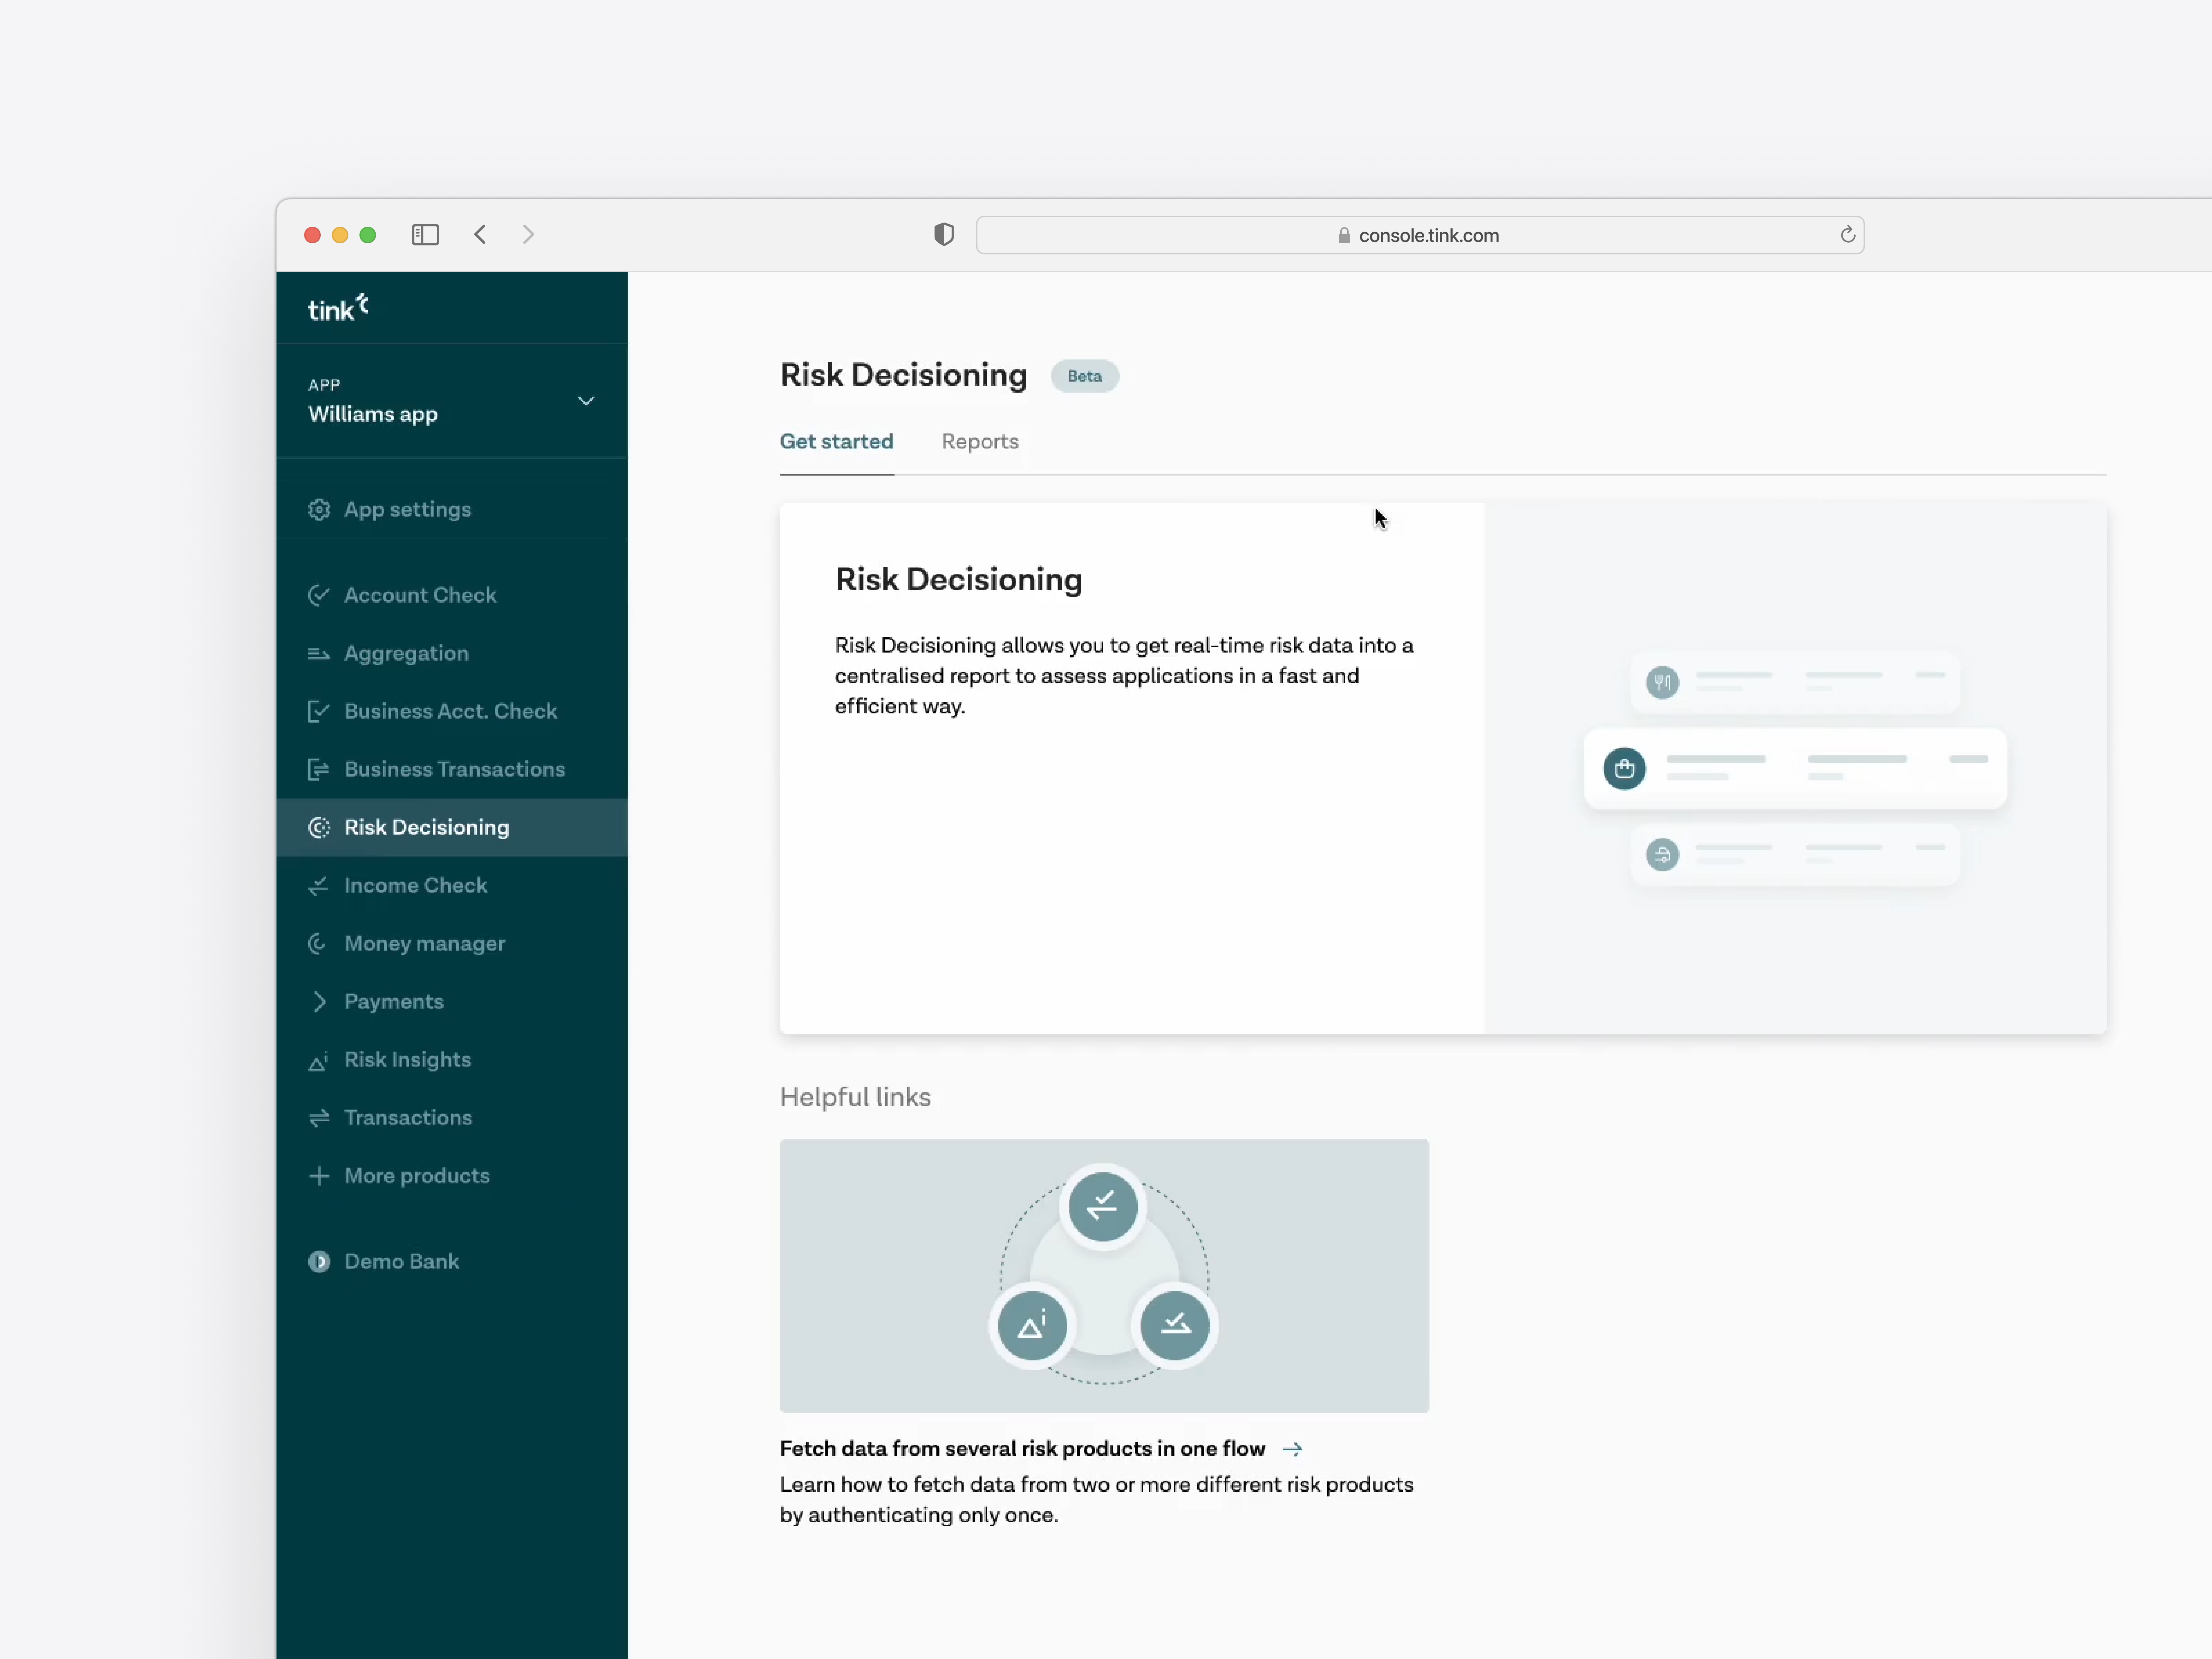 console.tink.com
tink
APP
Williams app
App settings
Account Check
Aggregation
Business Acct. Check
Business Transactions
Risk Decisioning
Income Check
Money manager
Payments
Risk Insights
Transactions
More products
Demo Bank
Risk Decisioning
Beta
Get started
Reports
Risk Decisioning
Risk Decisioning allows you to get real-time risk data into a
centralised report to assess applications in a fast and
efficient way.
Helpful links
Fetch data from several risk products in one flow →
Learn how to fetch data from two or more different risk products
by authenticating only once.